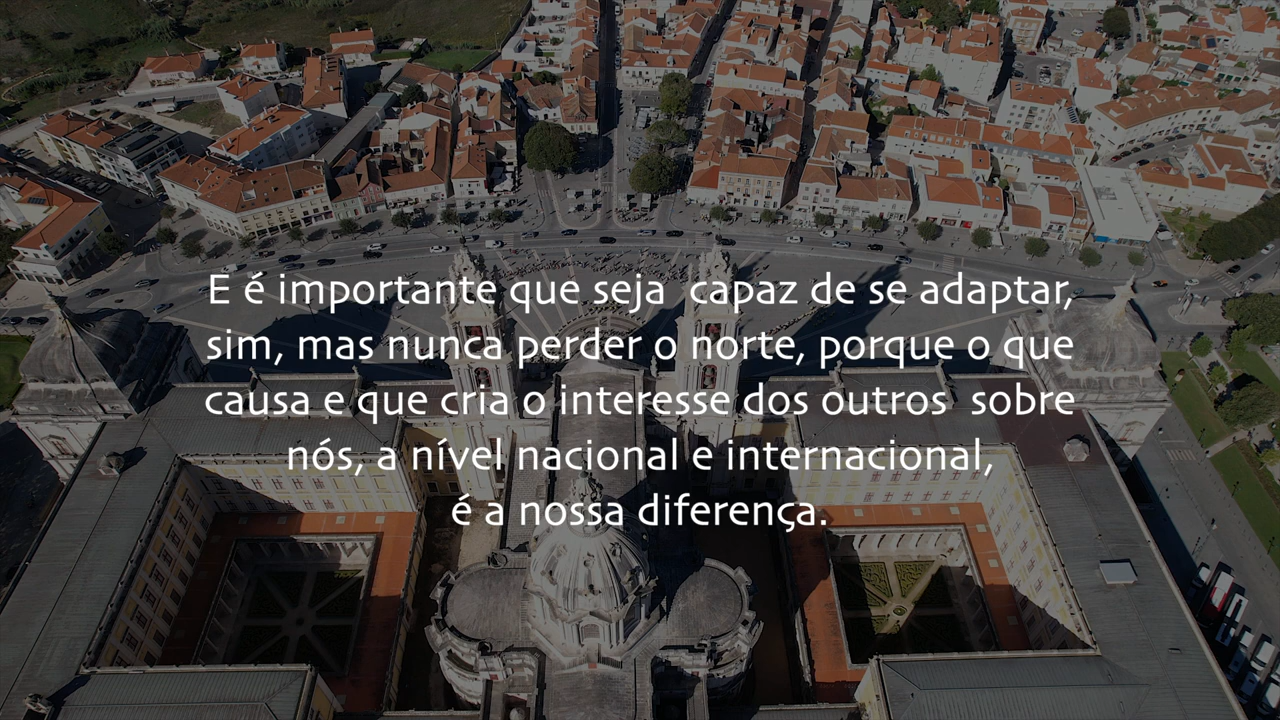 E é importante que seja  capaz de se adaptar,
sim, mas nunca perder o norte, porque o que
causa e que cria o interesse dos outros  sobre
nós, a nível nacional e internacional,
é a nossa diferença.